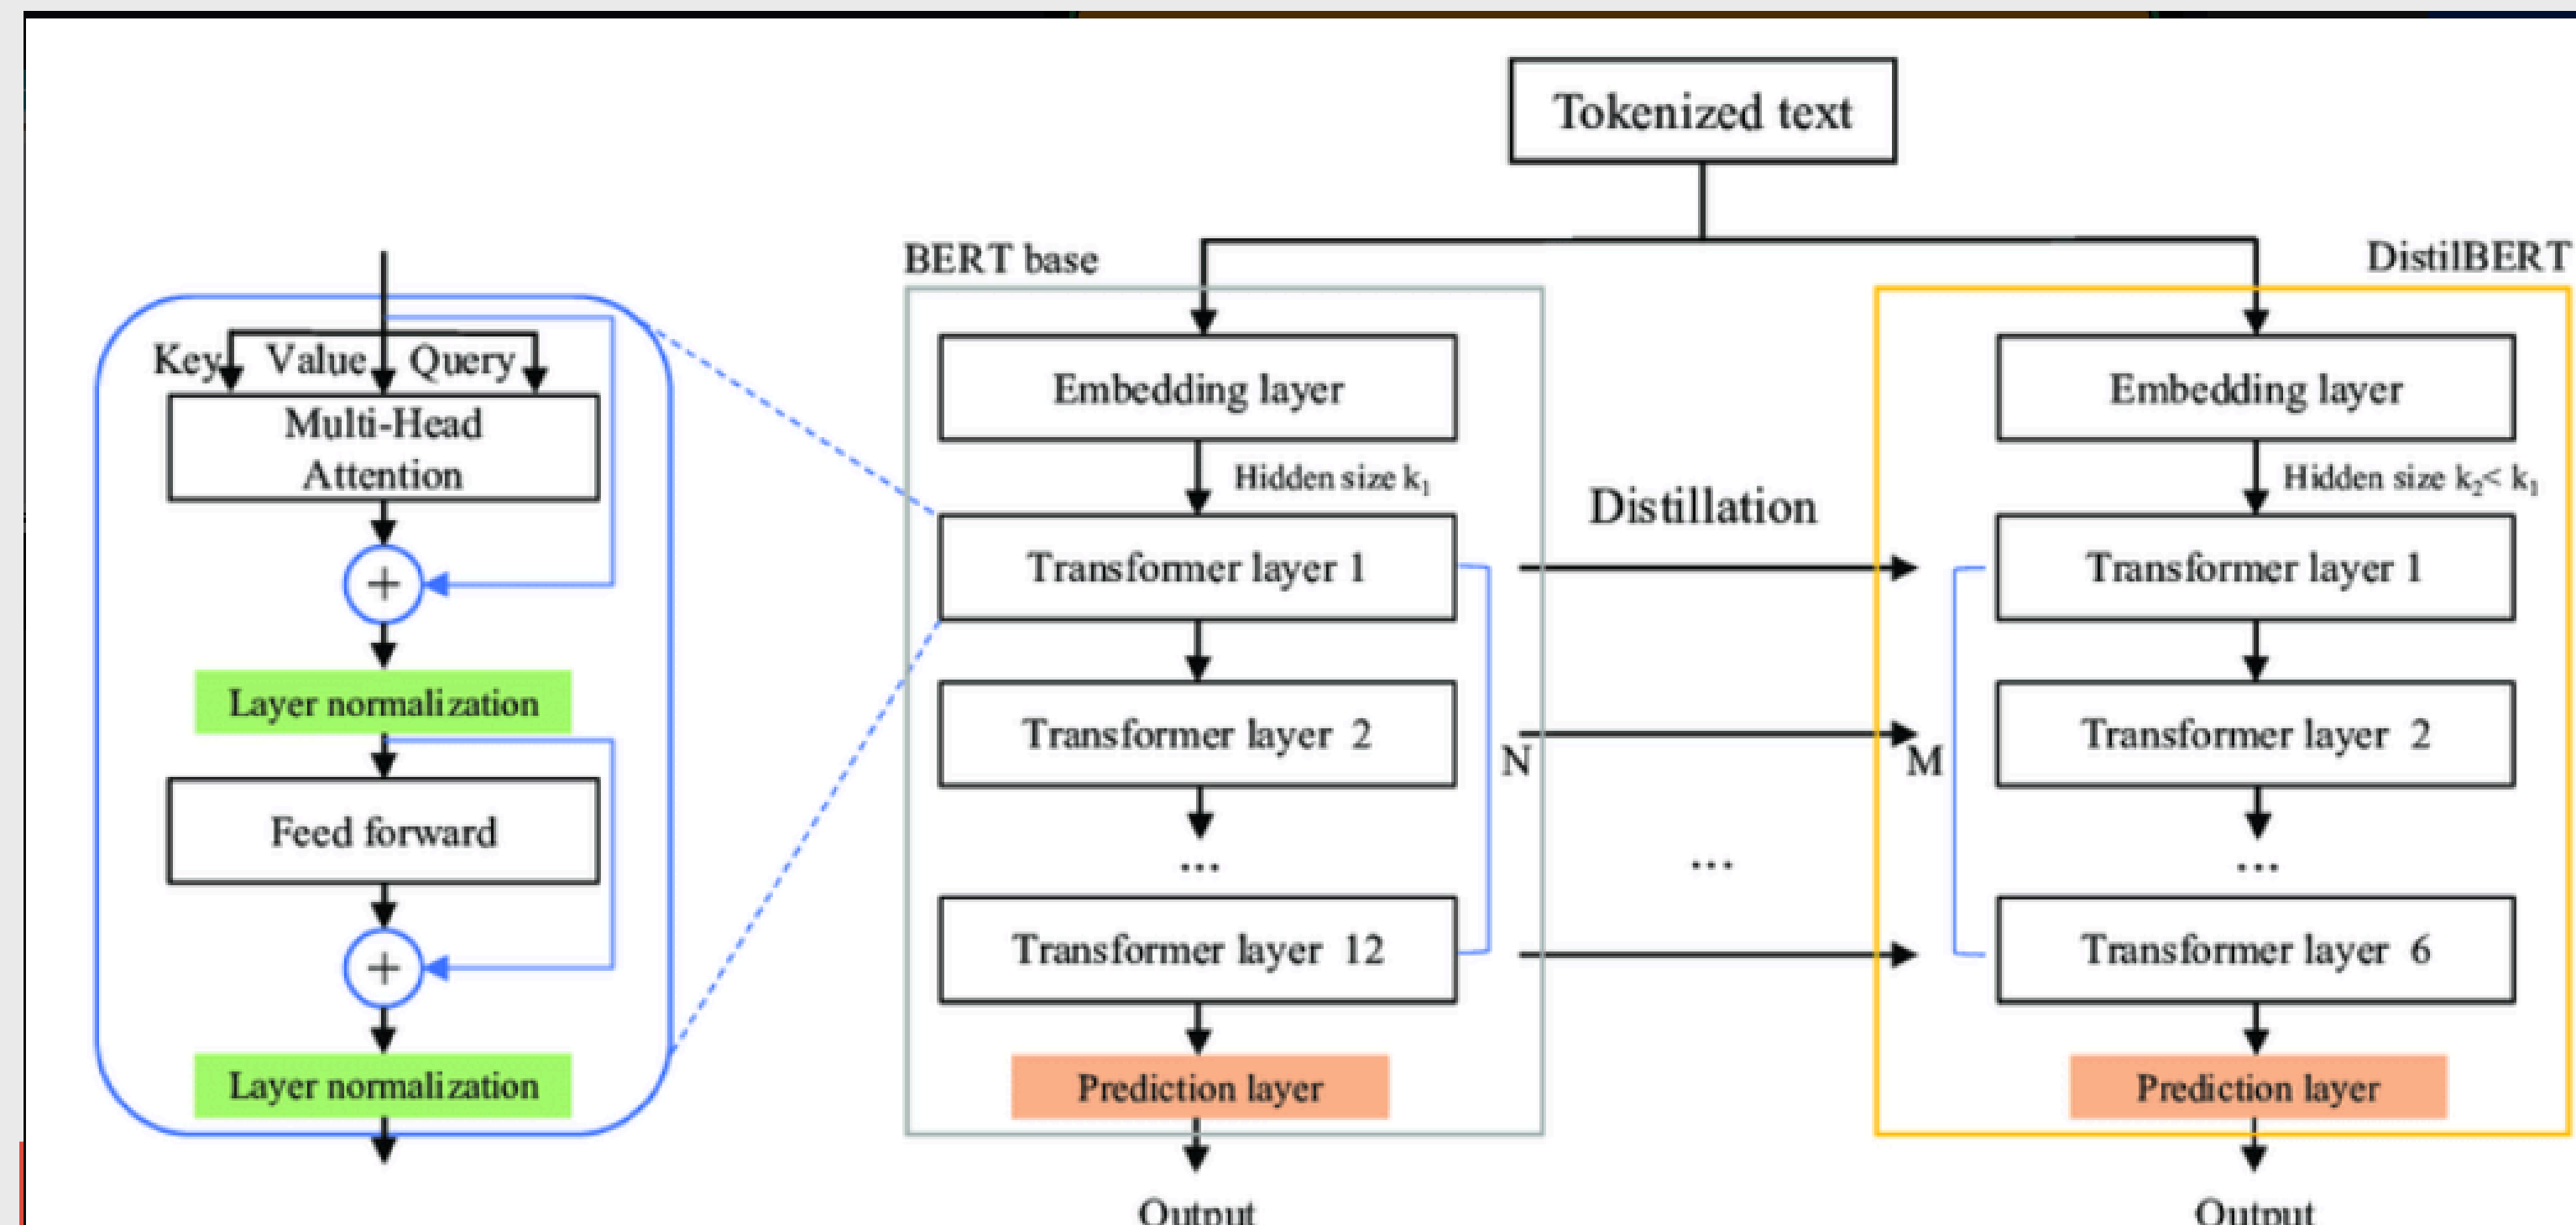 Tokenized text
BERT base
DistilBERT
Key Value Query
Multi-Head
Attention
+
Layer normalization
Feed forward
+
Layer normalization
Embedding layer
Hidden size k₁
Transformer layer 1
Transformer layer 2
...
Transformer layer 12
Prediction layer
Output
N
Distillation
...
M
Embedding layer
Hidden size k₂< k₁
Transformer layer 1
Transformer layer 2
...
Transformer layer 6
Prediction layer
Output